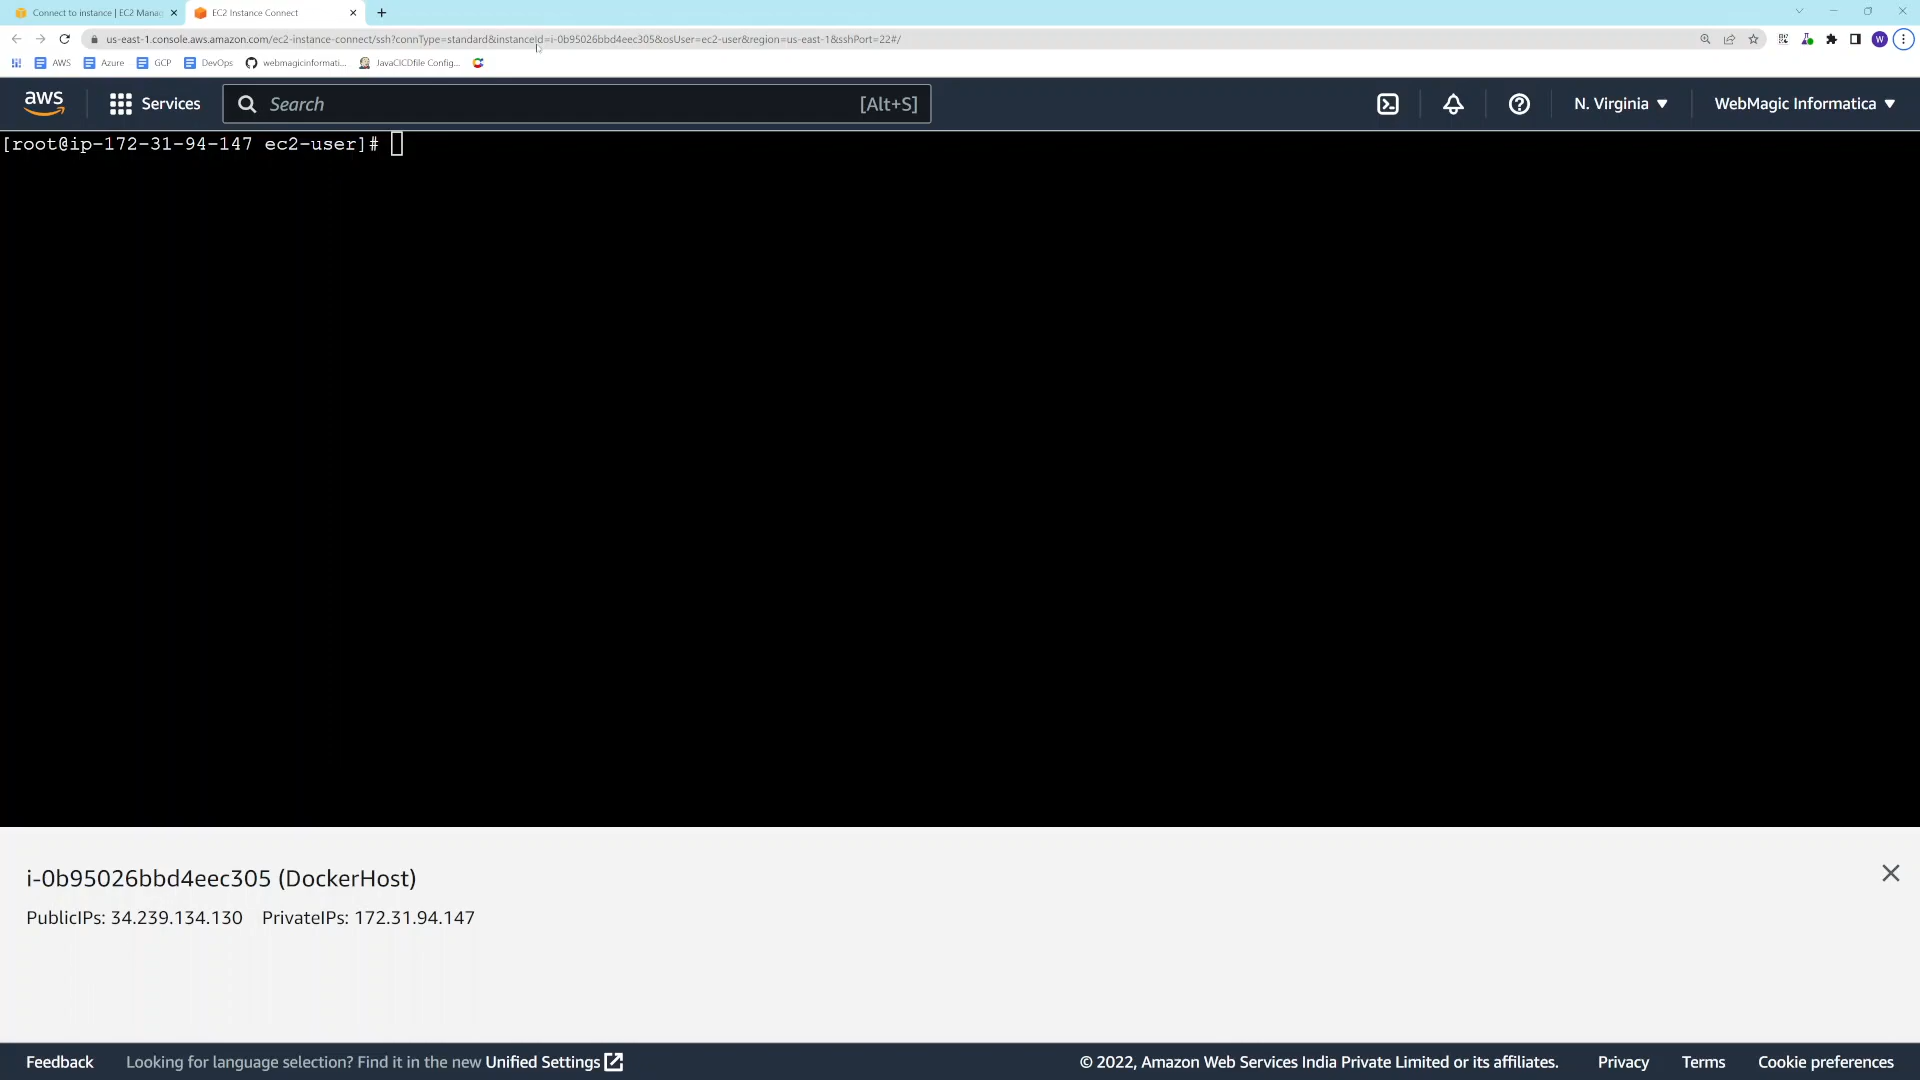 Connect to instance | EC2 Mana
EC2 Instance Connect
us-east-1.console.aws.amazon.com/ec2-instance-connect/ssh?connType=standard&instanceId=i-0b95026bbd4eec305&osUser=ec2-user&region=us-east-1&sshPort=22#/
W
AWS
Azure
GCP
DevOps
webmagicinformati...
JavaCICDfile Config...
aws
Services
Search
[Alt+S]
N. Virginia
WebMagic Informatica
[root@ip-172-31-94-147 ec2-user]#
i-0b95026bbd4eec305 (DockerHost)
PublicIPs: 34.239.134.130 PrivateIPs: 172.31.94.147
Feedback
Looking for language selection? Find it in the new Unified Settings
© 2022, Amazon Web Services India Private Limited or its affiliates.
Privacy
Terms
Cookie preferences